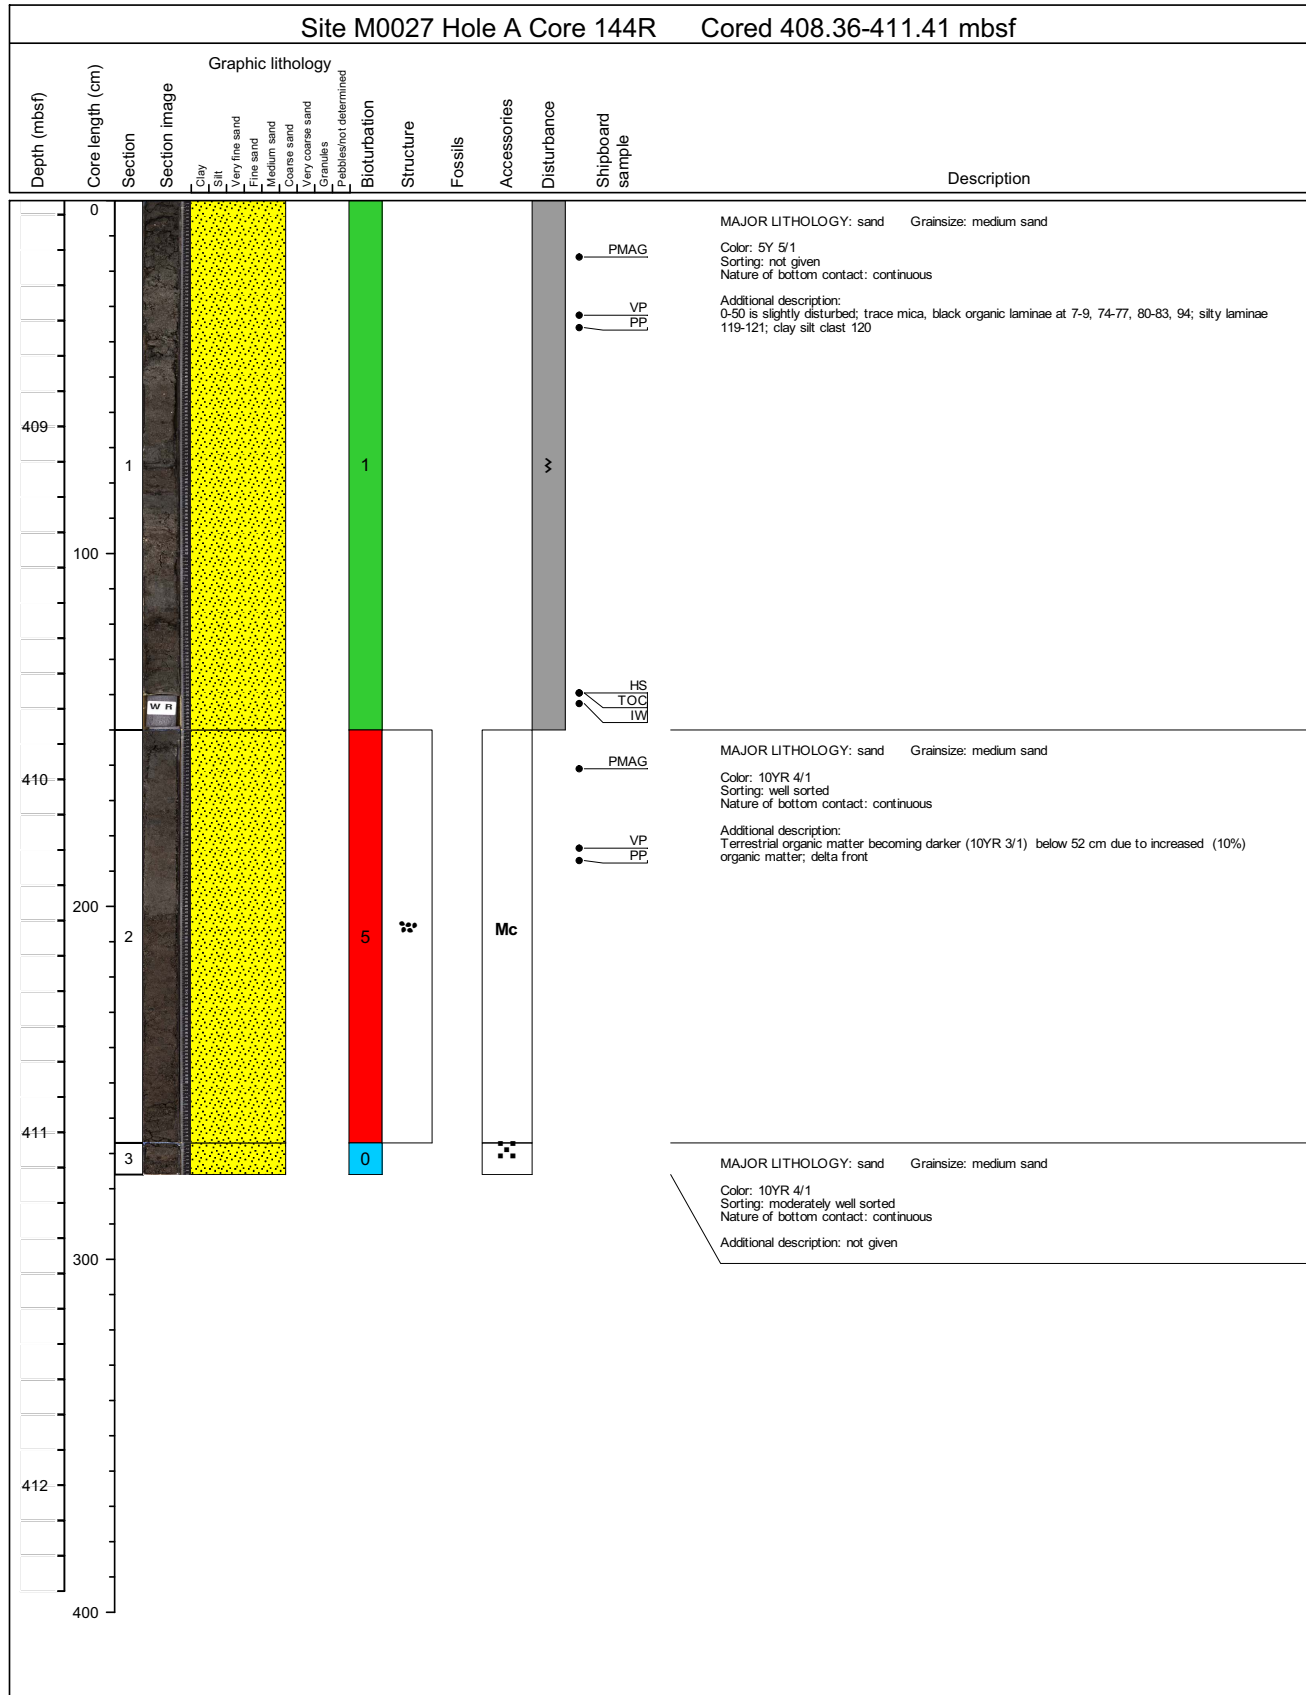 Site M0027 Hole A Core 144R Cored 408.36-411.41 mbsf
Graphic lithology
Depth (mbsf)
Core length (cm)
Section
Section image
Clay
Silt
Very fine sand
Fine sand
Medium sand
Coarse sand
Very coarse sand
Granules
Pebbles/not determined
Bioturbation
Structure
Fossils
Accessories
Disturbance
Shipboard
sample
Description
0
MAJOR LITHOLOGY: sand Grainsize: medium sand
PMAG
Color: 5Y 5/1
Sorting: not given
Nature of bottom contact: continuous
VP
Additional description:
PP
0-50 is slightly disturbed; trace mica, black organic laminae at 7-9, 74-77, 80-83, 94; silty laminae
119-121; clay silt clast 120
409
1
1
100
HS
TOC
W R
IW
MAJOR LITHOLOGY: sand Grainsize: medium sand
PMAG
410
Color: 10YR 4/1
Sorting: well sorted
Nature of bottom contact: continuous
VP
Additional description:
PP
Terrestrial organic matter becoming darker (10YR 3/1) below 52 cm due to increased (10%)
organic matter; delta front
200
2
5
Mc
411
3
0
MAJOR LITHOLOGY: sand Grainsize: medium sand
Color: 10YR 4/1
Sorting: moderately well sorted
Nature of bottom contact: continuous
Additional description: not given
300
412
400